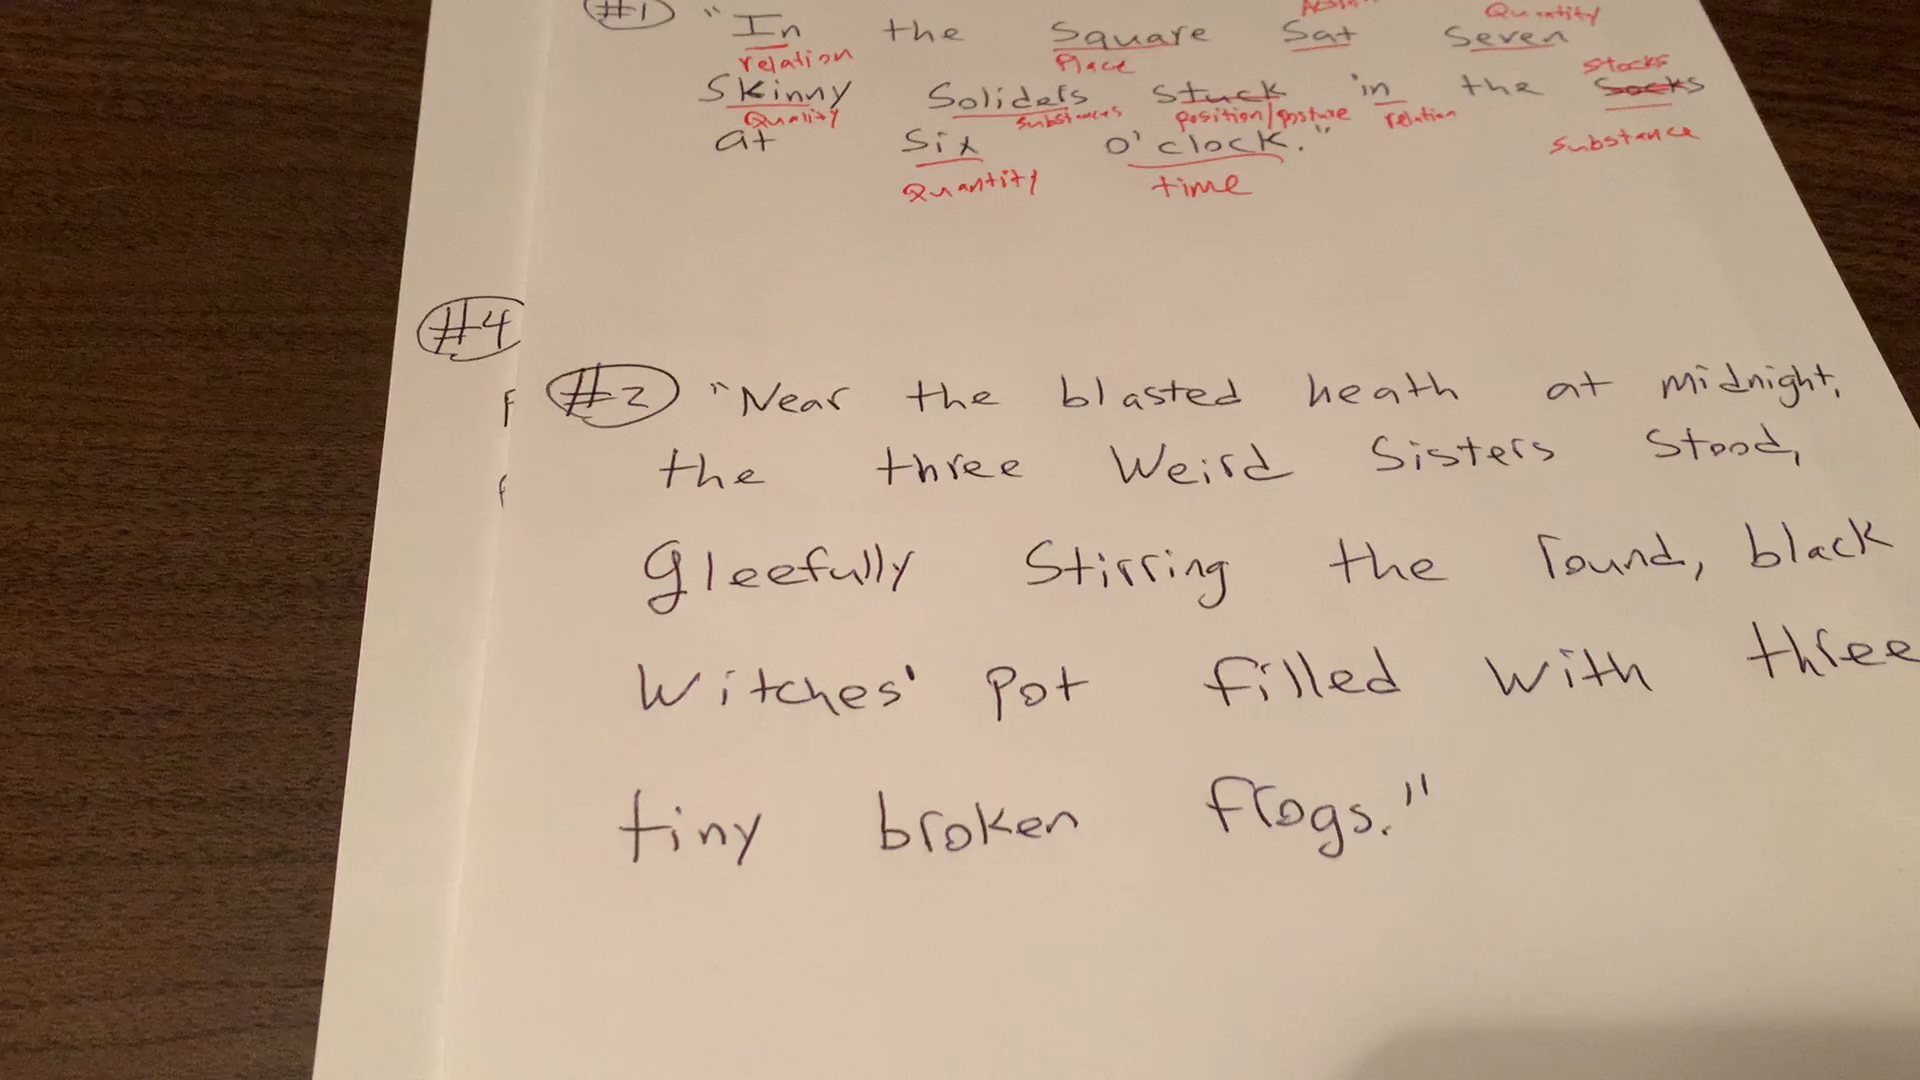 #1 "In the Square Sat Seven
Quantity
relation Place
Stocks
Skinny Soliders stuck in the Socks
Quality substances position/posture relation
at Six o'clock."
substance
Quantity time
#4
#2 "Near the blasted heath at midnight,
the three Weird Sisters Stood,
gleefully Stirring the round, black
Witches' Pot filled with three
tiny broken frogs."